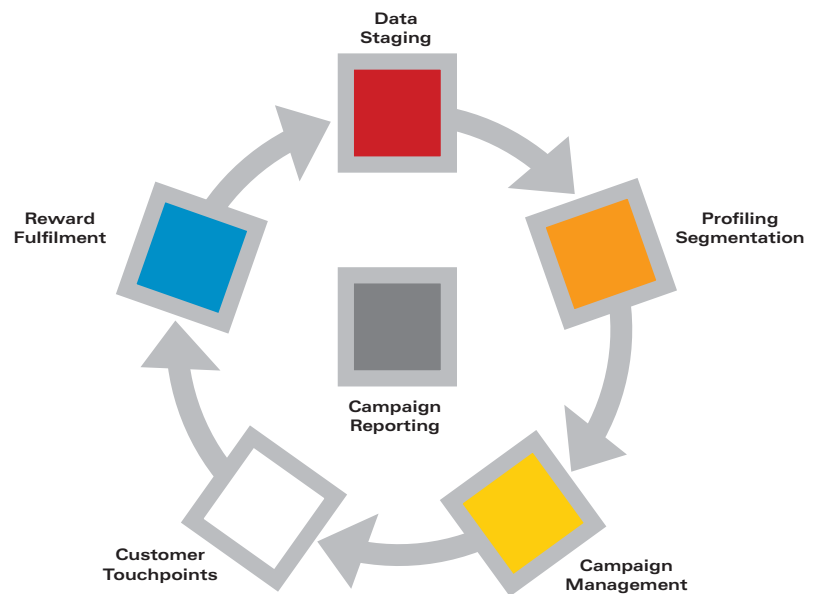 Data
Staging
Reward
Fulfilment
Profiling
Segmentation
Campaign
Reporting
Customer
Touchpoints
Campaign
Management